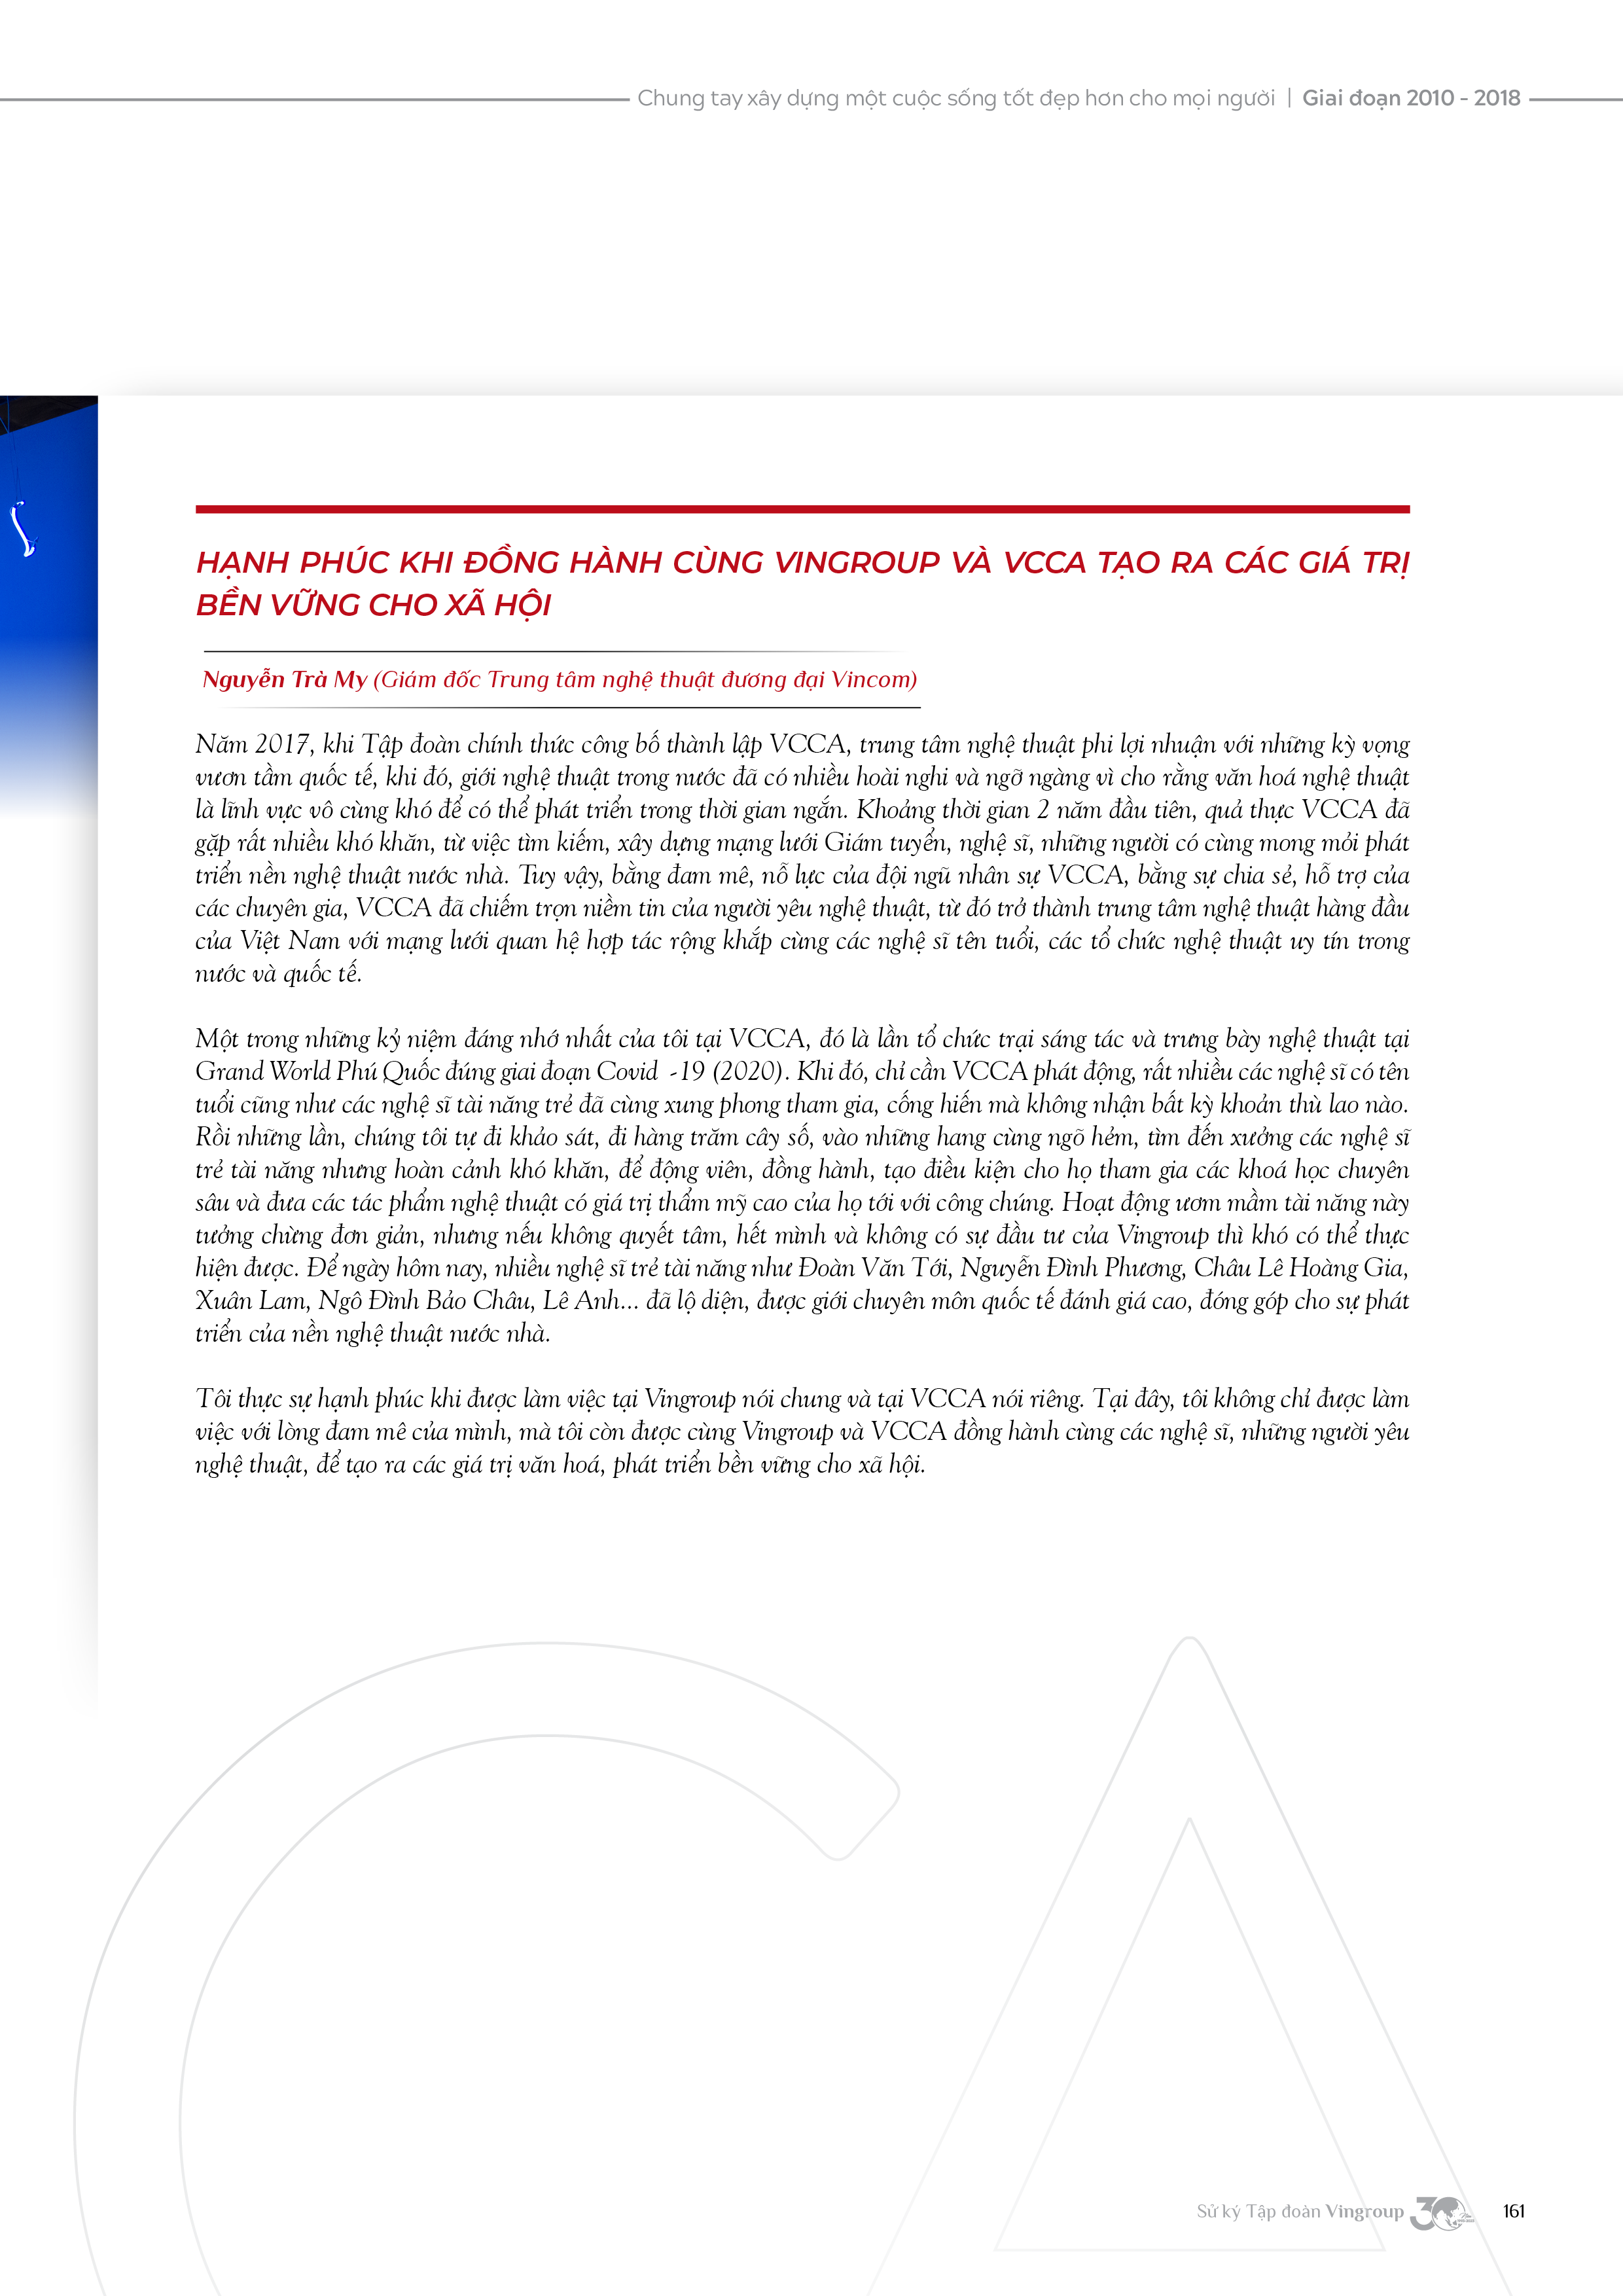 Chung tay xây dựng một cuộc sống tốt đẹp hơn cho mọi người | Giai đoạn 2010 - 2018
HẠNH PHÚC KHI ĐỒNG HÀNH CÙNG VINGROUP VÀ VCCA TẠO RA CÁC GIÁ TRỊ
BỀN VỮNG CHO XÃ HỘI
Nguyễn Trà My (Giám đốc Trung tâm nghệ thuật đương đại Vincom)
Năm 2017, khi Tập đoàn chính thức công bố thành lập VCCA, trung tâm nghệ thuật phi lợi nhuận với những kỳ vọng
vươn tầm quốc tế, khi đó, giới nghệ thuật trong nước đã có nhiều hoài nghi và ngỡ ngàng vì cho rằng văn hoá nghệ thuật
là lĩnh vực vô cùng khó để có thể phát triển trong thời gian ngắn. Khoảng thời gian 2 năm đầu tiên, quả thực VCCA đã
gặp rất nhiều khó khăn, từ việc tìm kiếm, xây dựng mạng lưới Giám tuyển, nghệ sĩ, những người có cùng mong mỏi phát
triển nền nghệ thuật nước nhà. Tuy vậy, bằng đam mê, nỗ lực của đội ngũ nhân sự VCCA, bằng sự chia sẻ, hỗ trợ của
các chuyên gia, VCCA đã chiếm trọn niềm tin của người yêu nghệ thuật, từ đó trở thành trung tâm nghệ thuật hàng đầu
của Việt Nam với mạng lưới quan hệ hợp tác rộng khắp cùng các nghệ sĩ tên tuổi, các tổ chức nghệ thuật uy tín trong
nước và quốc tế.
Một trong những kỷ niệm đáng nhớ nhất của tôi tại VCCA, đó là lần tổ chức trại sáng tác và trưng bày nghệ thuật tại
Grand World Phú Quốc đúng giai đoạn Covid -19 (2020). Khi đó, chỉ cần VCCA phát động, rất nhiều các nghệ sĩ có tên
tuổi cũng như các nghệ sĩ tài năng trẻ đã cùng xung phong tham gia, cống hiến mà không nhận bất kỳ khoản thù lao nào.
Rồi những lần, chúng tôi tự đi khảo sát, đi hàng trăm cây số, vào những hang cùng ngõ hẻm, tìm đến xưởng các nghệ sĩ
trẻ tài năng nhưng hoàn cảnh khó khăn, để động viên, đồng hành, tạo điều kiện cho họ tham gia các khoá học chuyên
sâu và đưa các tác phẩm nghệ thuật có giá trị thẩm mỹ cao của họ tới với công chúng. Hoạt động ươm mầm tài năng này
tưởng chừng đơn giản, nhưng nếu không quyết tâm, hết mình và không có sự đầu tư của Vingroup thì khó có thể thực
hiện được. Để ngày hôm nay, nhiều nghệ sĩ trẻ tài năng như Đoàn Văn Tới, Nguyễn Đình Phương, Châu Lê Hoàng Gia,
Xuân Lam, Ngô Đình Bảo Châu, Lê Anh... đã lộ diện, được giới chuyên môn quốc tế đánh giá cao, đóng góp cho sự phát
triển của nền nghệ thuật nước nhà.
Tôi thực sự hạnh phúc khi được làm việc tại Vingroup nói chung và tại VCCA nói riêng. Tại đây, tôi không chỉ được làm
việc với lòng đam mê của mình, mà tôi còn được cùng Vingroup và VCCA đồng hành cùng các nghệ sĩ, những người yêu
nghệ thuật, để tạo ra các giá trị văn hoá, phát triển bền vững cho xã hội.
CA
Sử ký Tập đoàn Vingroup 30 161